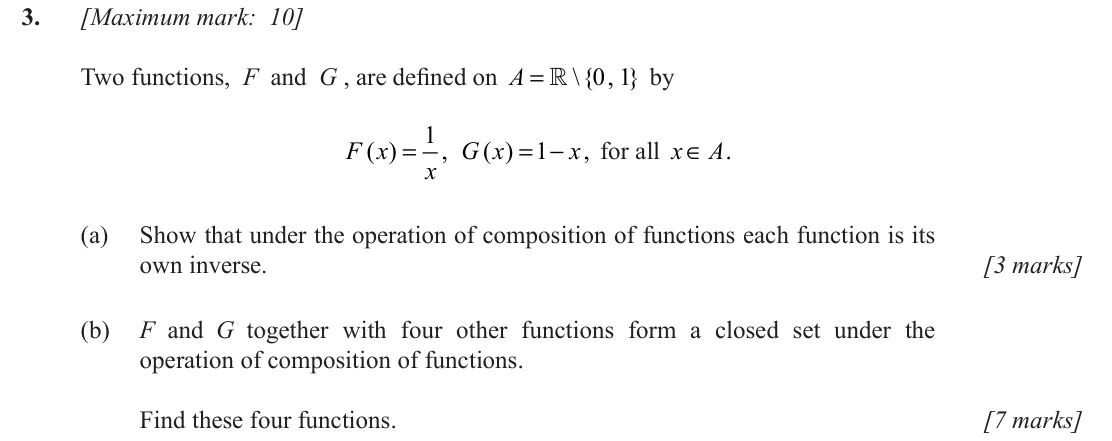 3. [Maximum mark: 10]
Two functions, F and G , are defined on A = ℝ \ {0, 1} by
F(x) = 1/x, G(x) = 1 − x, for all x ∈ A.
(a) Show that under the operation of composition of functions each function is its
own inverse. [3 marks]
(b) F and G together with four other functions form a closed set under the
operation of composition of functions.
Find these four functions. [7 marks]